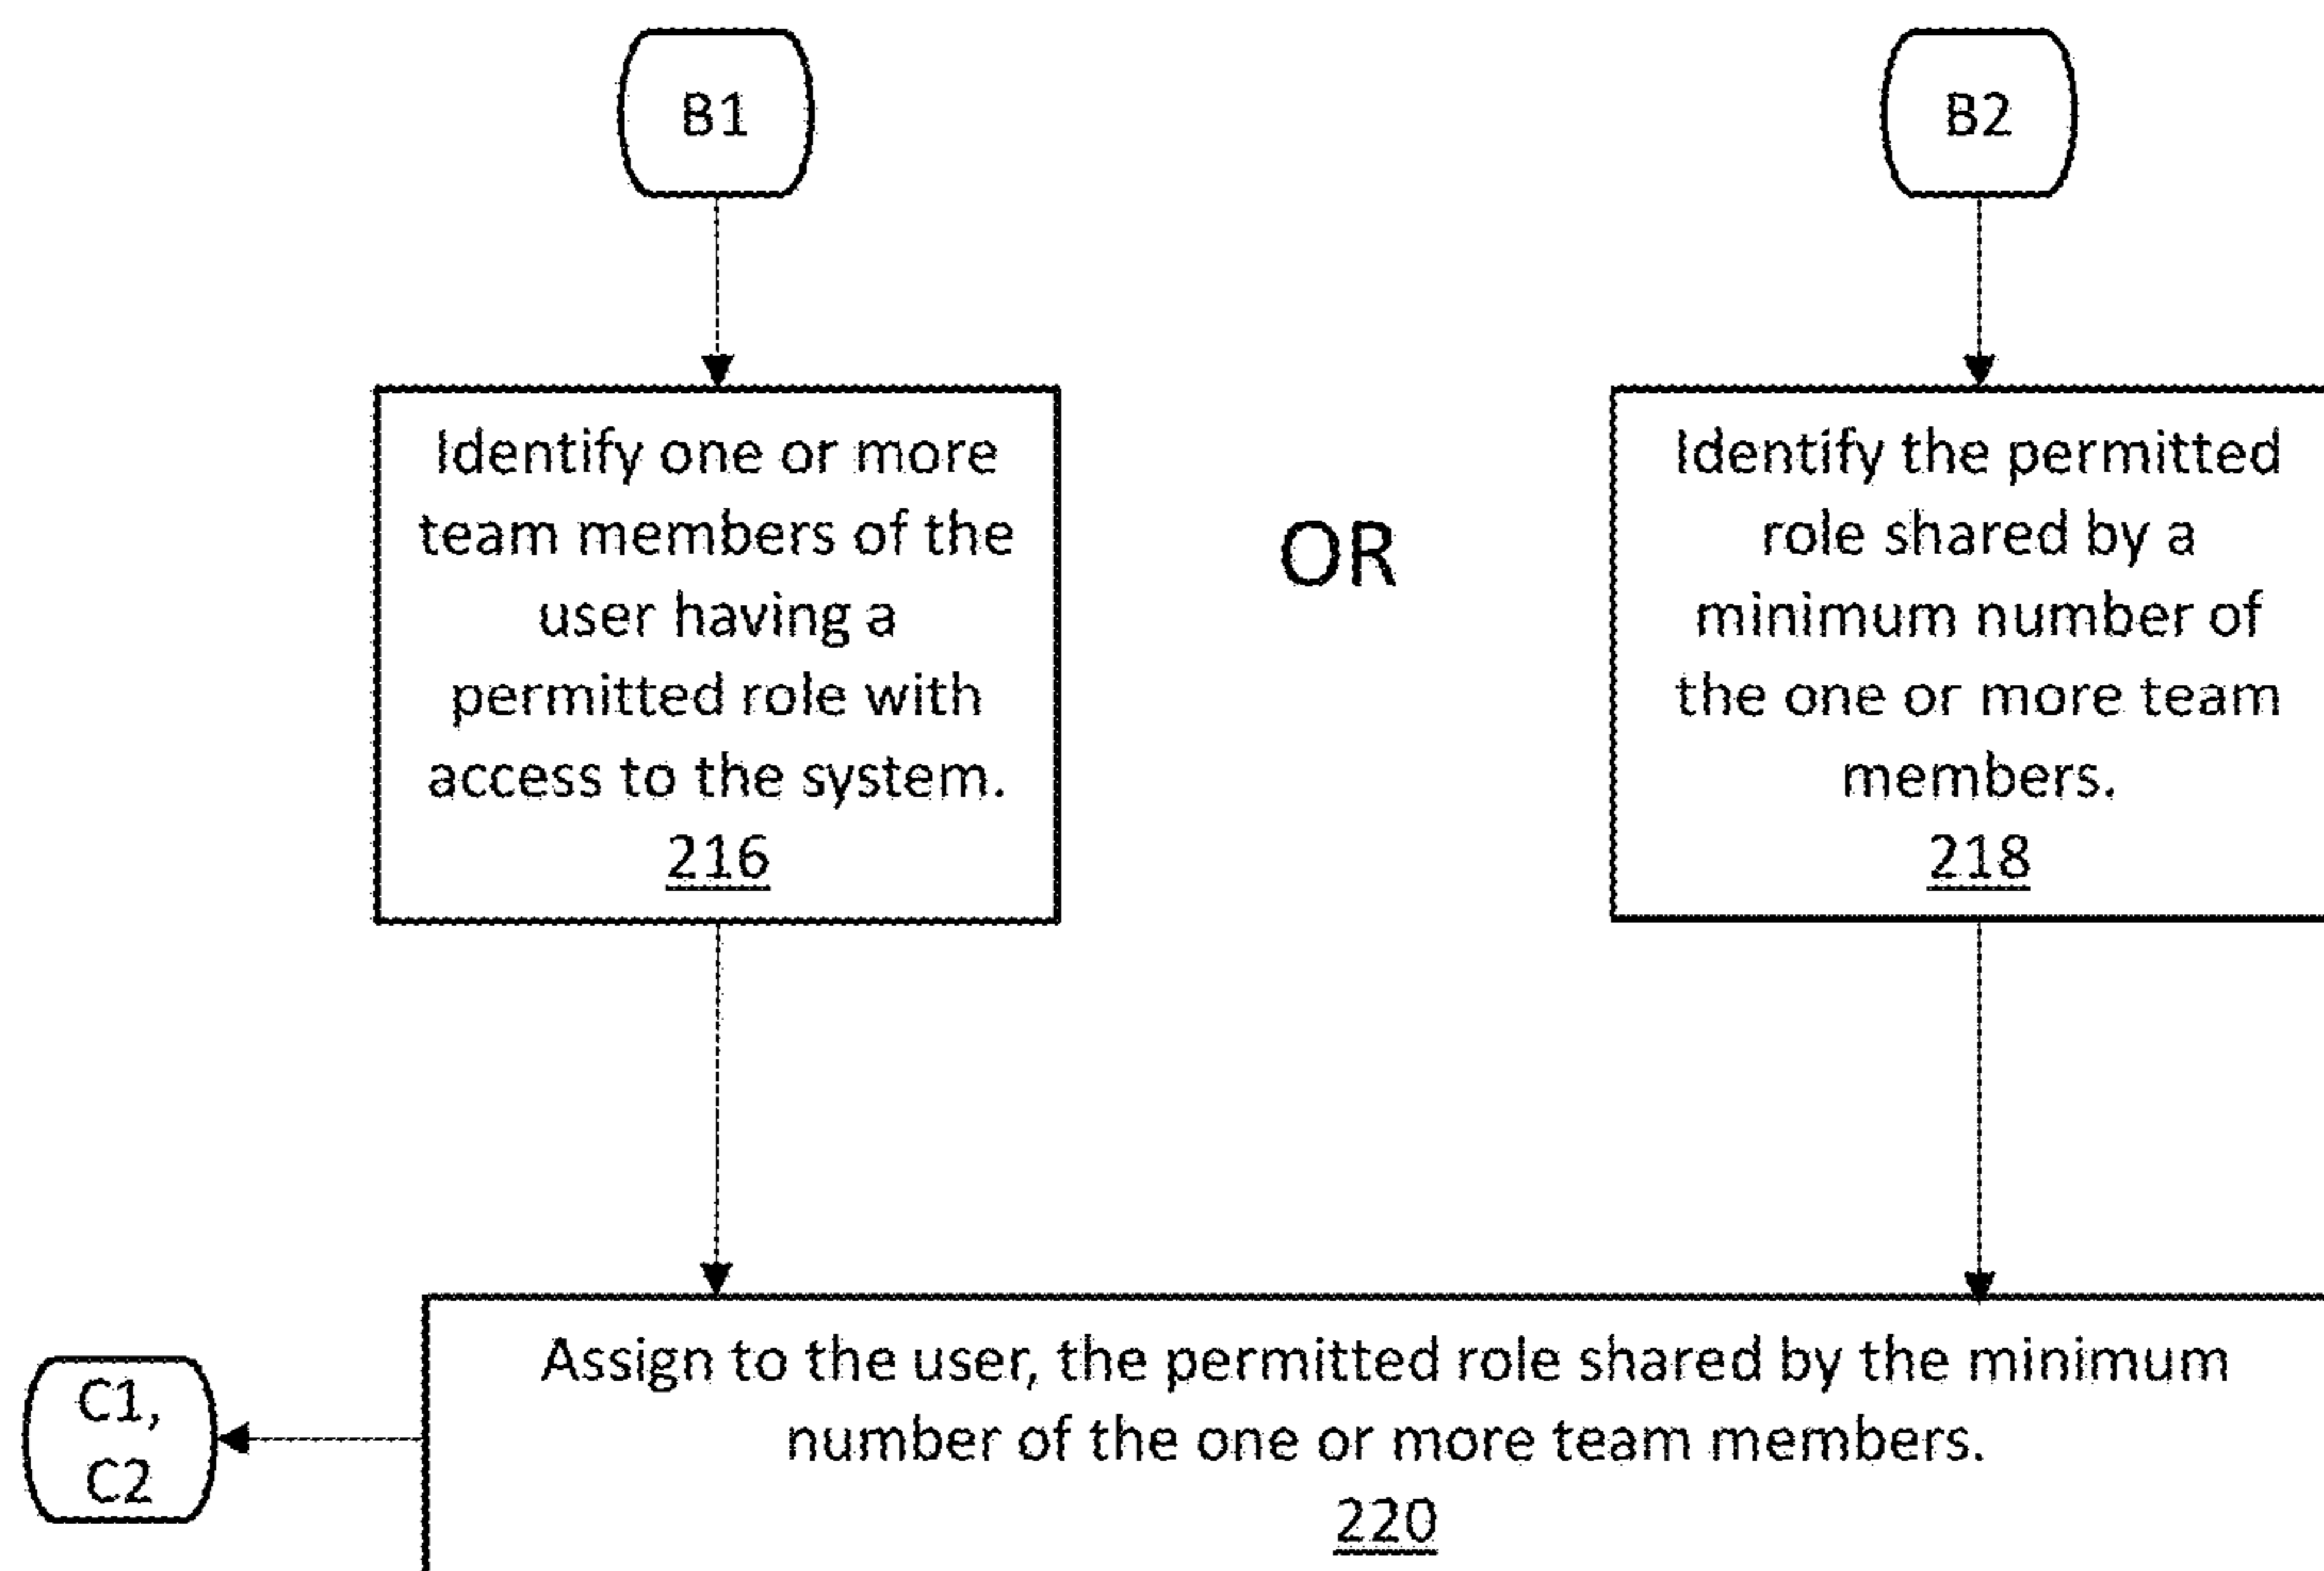 B1
B2
Identify one or more
team members of the
user having a
permitted role with
access to the system.
216
OR
Identify the permitted
role shared by a
minimum number of
the one or more team
members.
218
Assign to the user, the permitted role shared by the minimum
number of the one or more team members.
220
C1,
C2